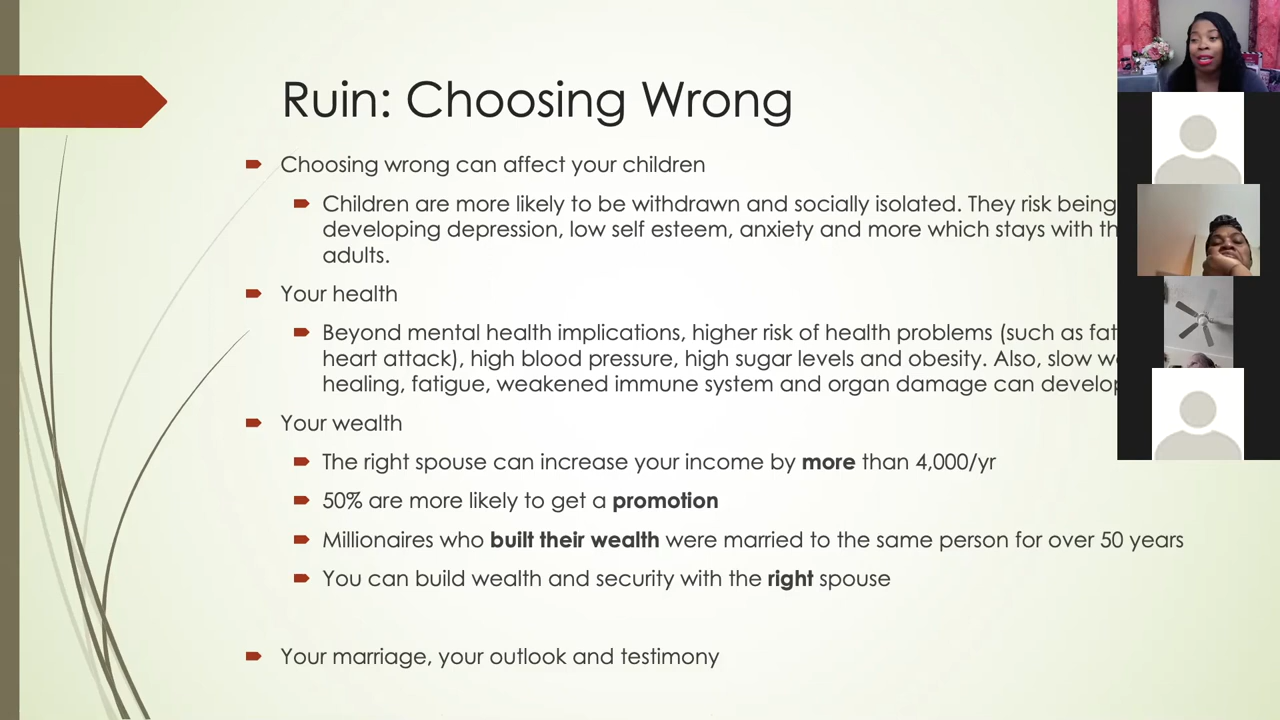 Ruin: Choosing Wrong
Choosing wrong can affect your children
Children are more likely to be withdrawn and socially isolated. They risk being
developing depression, low self esteem, anxiety and more which stays with
adults.
Your health
Beyond mental health implications, higher risk of health problems (such as
heart attack), high blood pressure, high sugar levels and obesity. Also, slow
healing, fatigue, weakened immune system and organ damage can develop
Your wealth
The right spouse can increase your income by more than 4,000/yr
50% are more likely to get a promotion
Millionaires who built their wealth were married to the same person for over 50 years
You can build wealth and security with the right spouse
Your marriage, your outlook and testimony